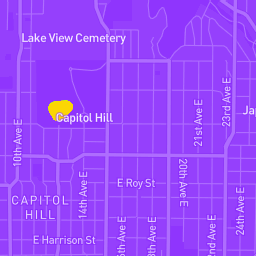 Lake View Cemetery
Capitol Hill
10th Ave E
21st Ave E
23rd Ave E
E Roy St
20th Ave E
14th Ave E
CAPITOL
HILL
24th Ave E
E Harrison St